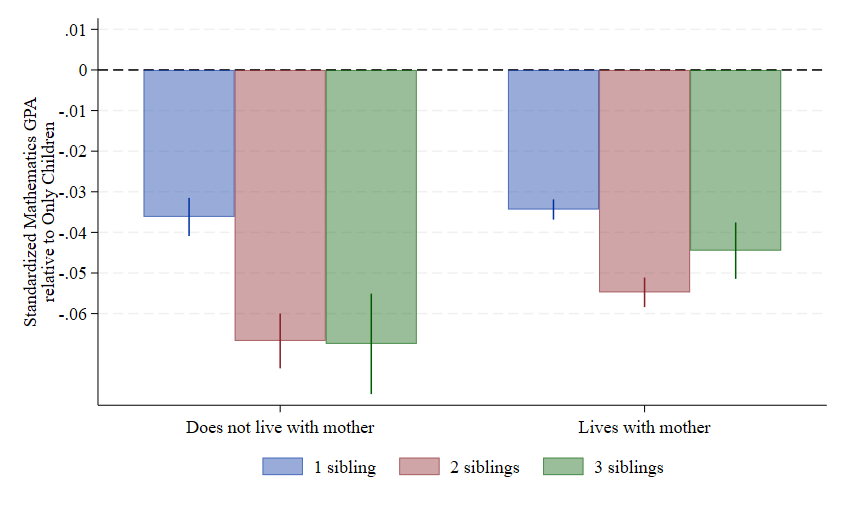 Standardized Mathematics GPA
relative to Only Children
.01
0
-.01
-.02
-.03
-.04
-.05
-.06
Does not live with mother
Lives with mother
1 sibling
2 siblings
3 siblings